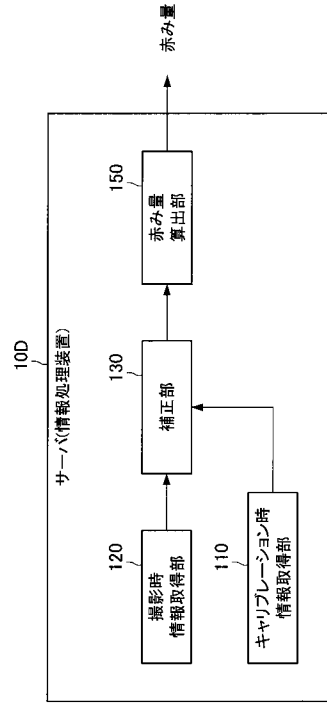 10D
サーバ(情報処理装置)
120
撮影時
情報取得部
130
補正部
150
赤み量
算出部
赤み量
110
キャリブレーション時
情報取得部